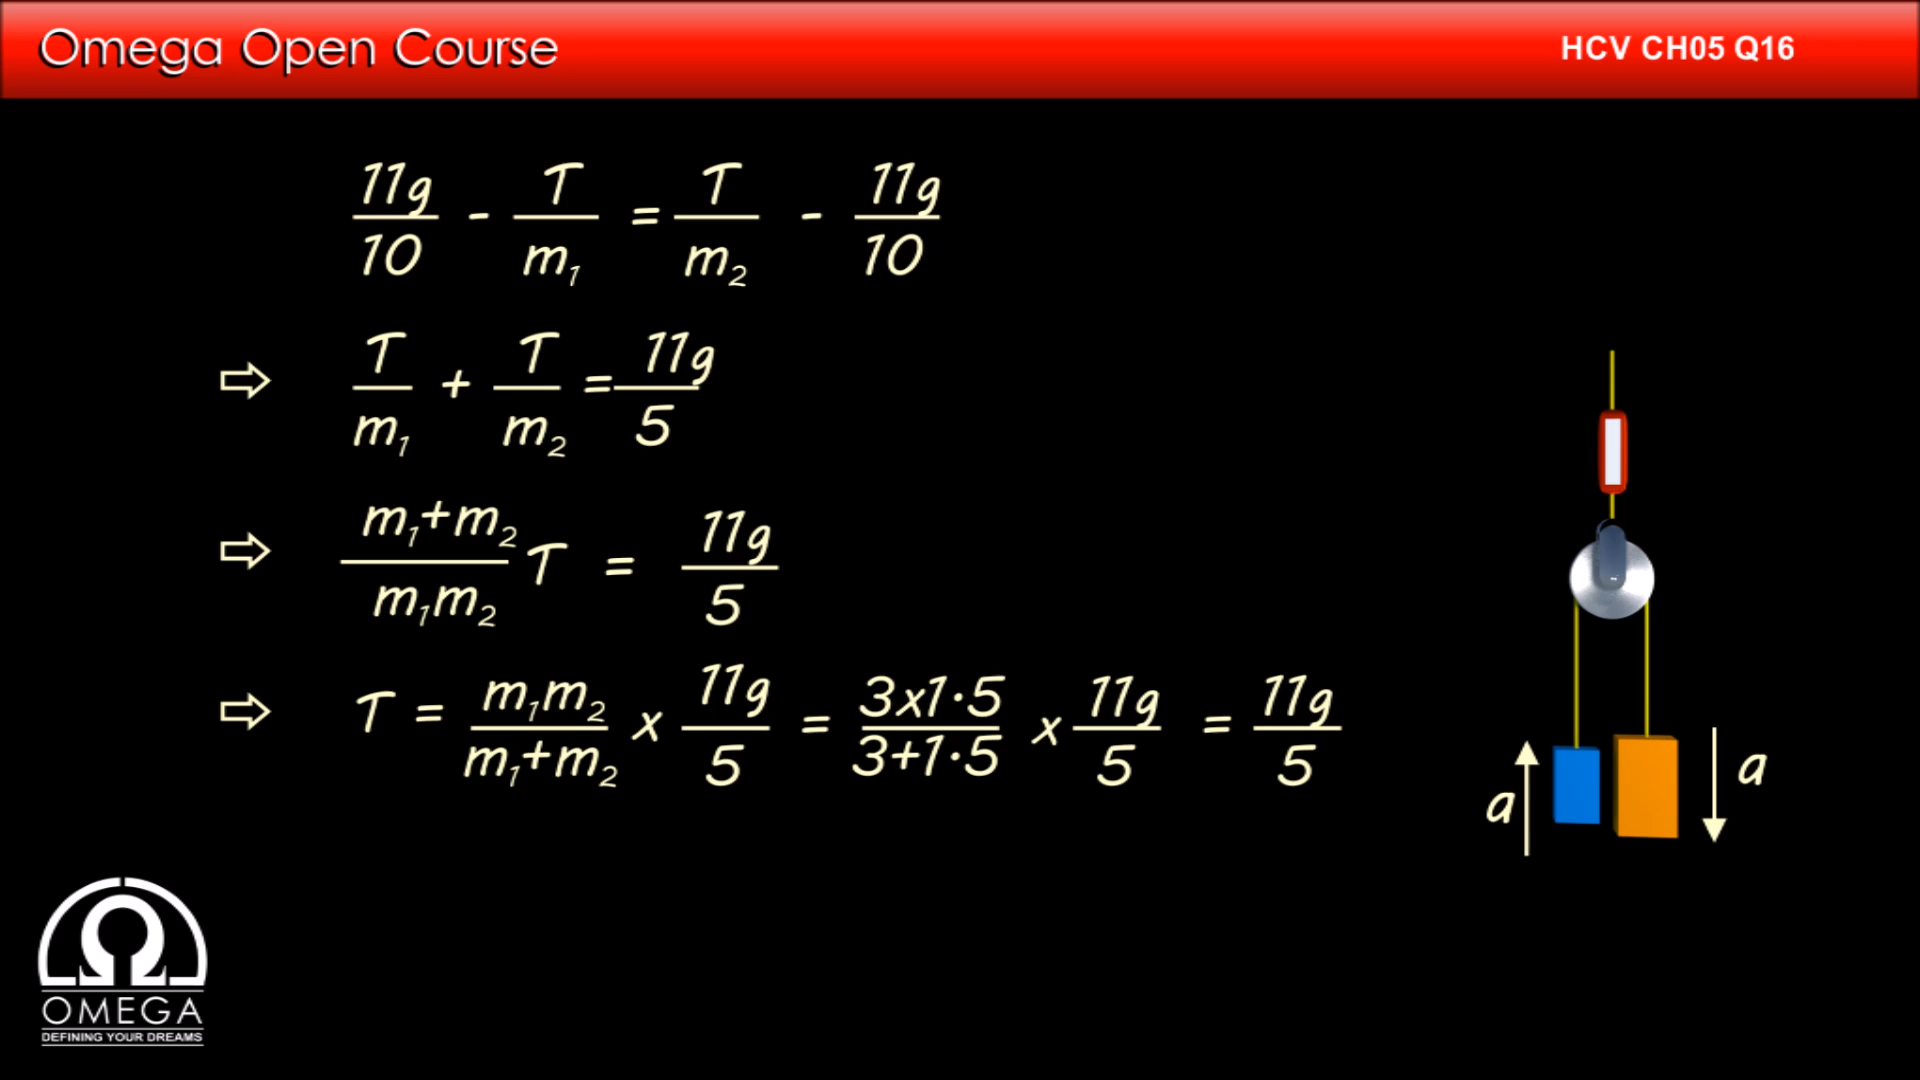 Omega Open Course
HCV CH05 Q16
11g/10 - T/m₁ = T/m₂ - 11g/10
⇨ T/m₁ + T/m₂ = 11g/5
⇨ (m₁+m₂)/(m₁m₂) T = 11g/5
⇨ T = (m₁m₂)/(m₁+m₂) x 11g/5 = (3x1·5)/(3+1·5) x 11g/5 = 11g/5
a
a
OMEGA
DEFINING YOUR DREAMS